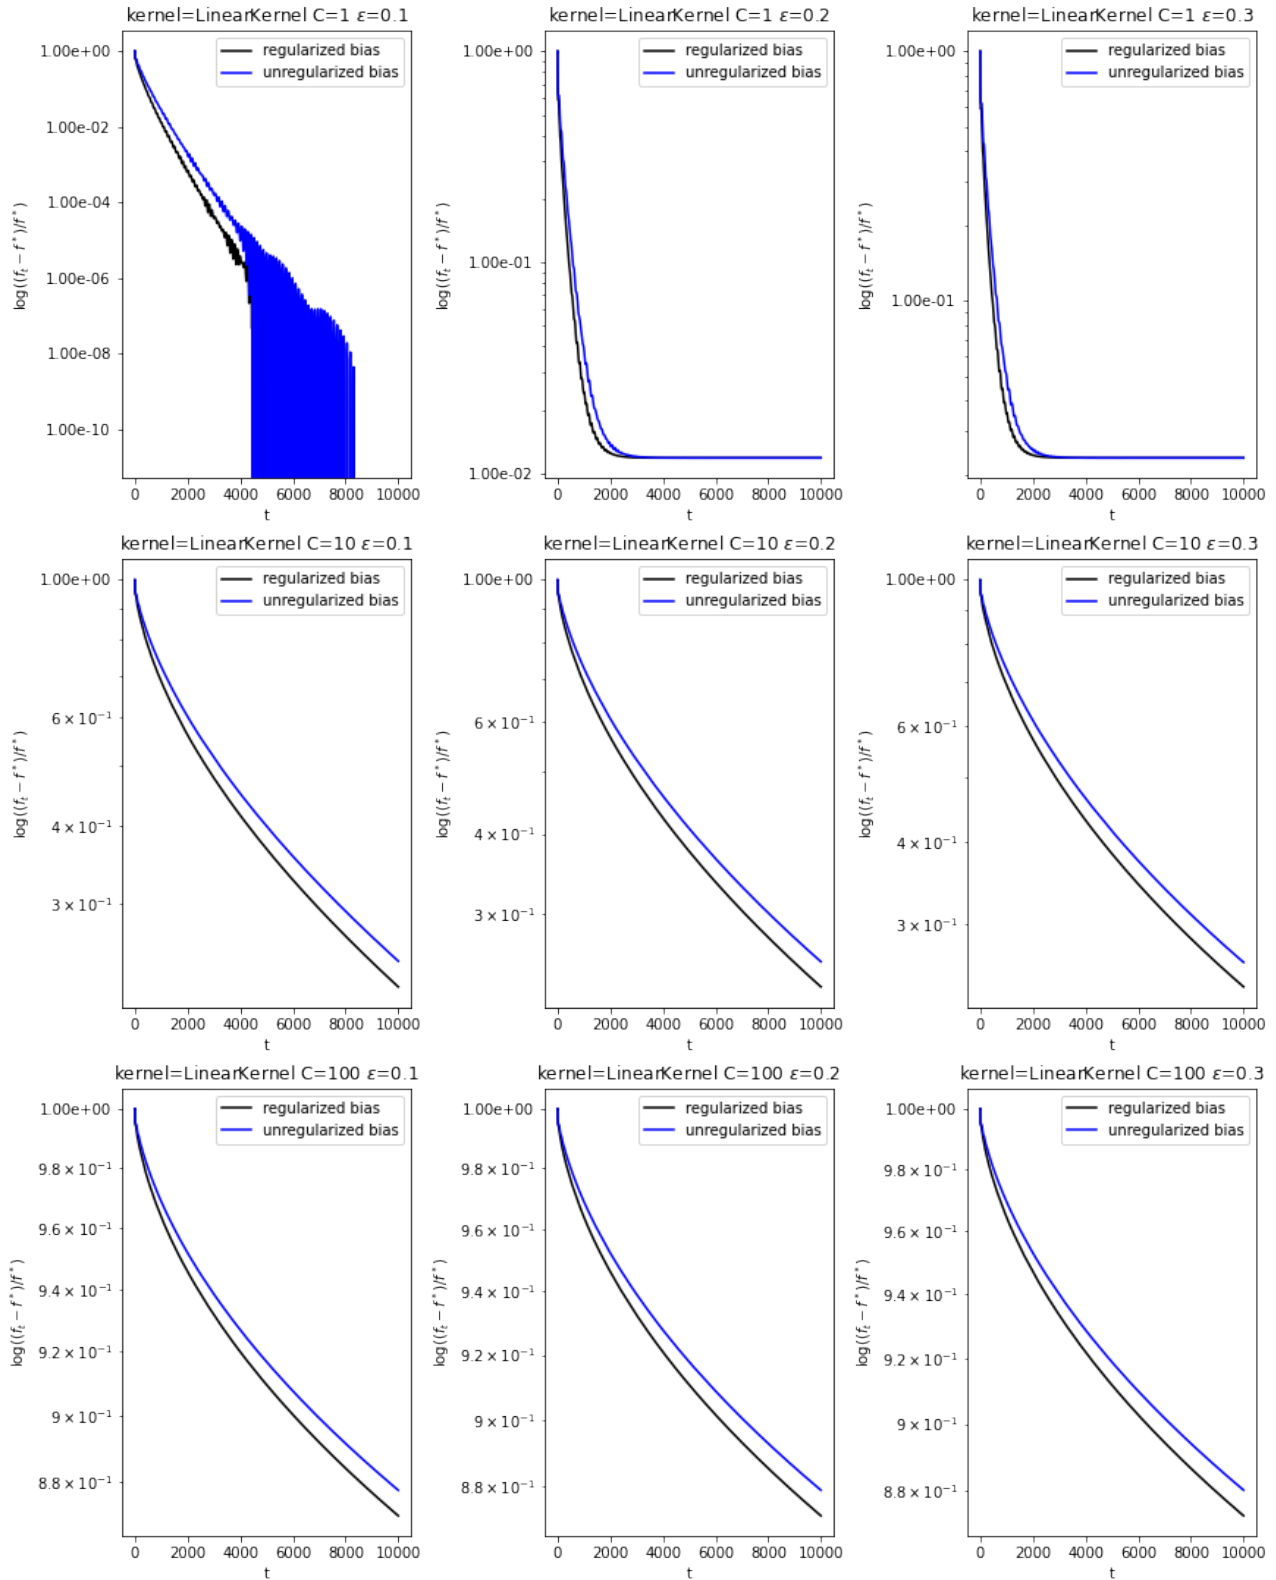 kernel=LinearKernel C=1 ε=0.1
1.00e+00
1.00e-02
1.00e-04
1.00e-06
1.00e-08
1.00e-10
log((f_t − f*)/f*)
regularized bias
unregularized bias
0 2000 4000 6000 8000 10000
t
kernel=LinearKernel C=1 ε=0.2
1.00e+00
1.00e-01
1.00e-02
log((f_t − f*)/f*)
regularized bias
unregularized bias
0 2000 4000 6000 8000 10000
t
kernel=LinearKernel C=1 ε=0.3
1.00e+00
1.00e-01
log((f_t − f*)/f*)
regularized bias
unregularized bias
0 2000 4000 6000 8000 10000
t
kernel=LinearKernel C=10 ε=0.1
1.00e+00
6 × 10⁻¹
4 × 10⁻¹
3 × 10⁻¹
log((f_t − f*)/f*)
regularized bias
unregularized bias
0 2000 4000 6000 8000 10000
t
kernel=LinearKernel C=10 ε=0.2
1.00e+00
6 × 10⁻¹
4 × 10⁻¹
3 × 10⁻¹
log((f_t − f*)/f*)
regularized bias
unregularized bias
0 2000 4000 6000 8000 10000
t
kernel=LinearKernel C=10 ε=0.3
1.00e+00
6 × 10⁻¹
4 × 10⁻¹
3 × 10⁻¹
log((f_t − f*)/f*)
regularized bias
unregularized bias
0 2000 4000 6000 8000 10000
t
kernel=LinearKernel C=100 ε=0.1
1.00e+00
9.8 × 10⁻¹
9.6 × 10⁻¹
9.4 × 10⁻¹
9.2 × 10⁻¹
9 × 10⁻¹
8.8 × 10⁻¹
log((f_t − f*)/f*)
regularized bias
unregularized bias
0 2000 4000 6000 8000 10000
t
kernel=LinearKernel C=100 ε=0.2
1.00e+00
9.8 × 10⁻¹
9.6 × 10⁻¹
9.4 × 10⁻¹
9.2 × 10⁻¹
9 × 10⁻¹
8.8 × 10⁻¹
log((f_t − f*)/f*)
regularized bias
unregularized bias
0 2000 4000 6000 8000 10000
t
kernel=LinearKernel C=100 ε=0.3
1.00e+00
9.8 × 10⁻¹
9.6 × 10⁻¹
9.4 × 10⁻¹
9.2 × 10⁻¹
9 × 10⁻¹
8.8 × 10⁻¹
log((f_t − f*)/f*)
regularized bias
unregularized bias
0 2000 4000 6000 8000 10000
t